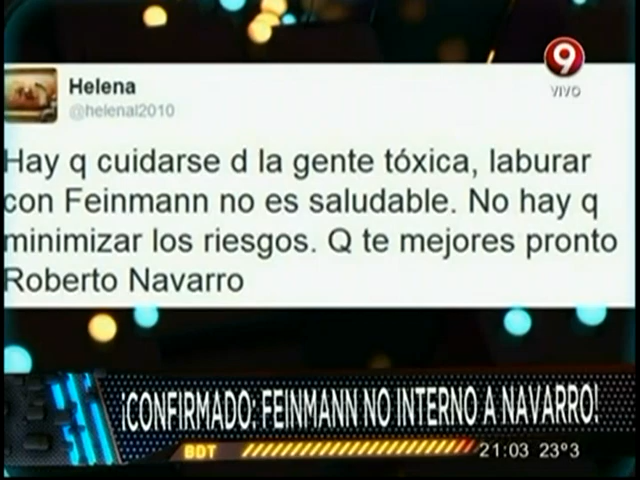 9
VIVO
Helena
@helenal2010
Hay q cuidarse d la gente tóxica, laburar
con Feinmann no es saludable. No hay q
minimizar los riesgos. Q te mejores pronto
Roberto Navarro
¡CONFIRMADO: FEINMANN NO INTERNO A NAVARRO!
BDT
21:03 23°3